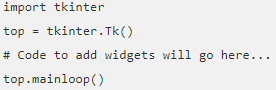 import tkinter
top = tkinter.Tk()
# Code to add widgets will go here...
top.mainloop()